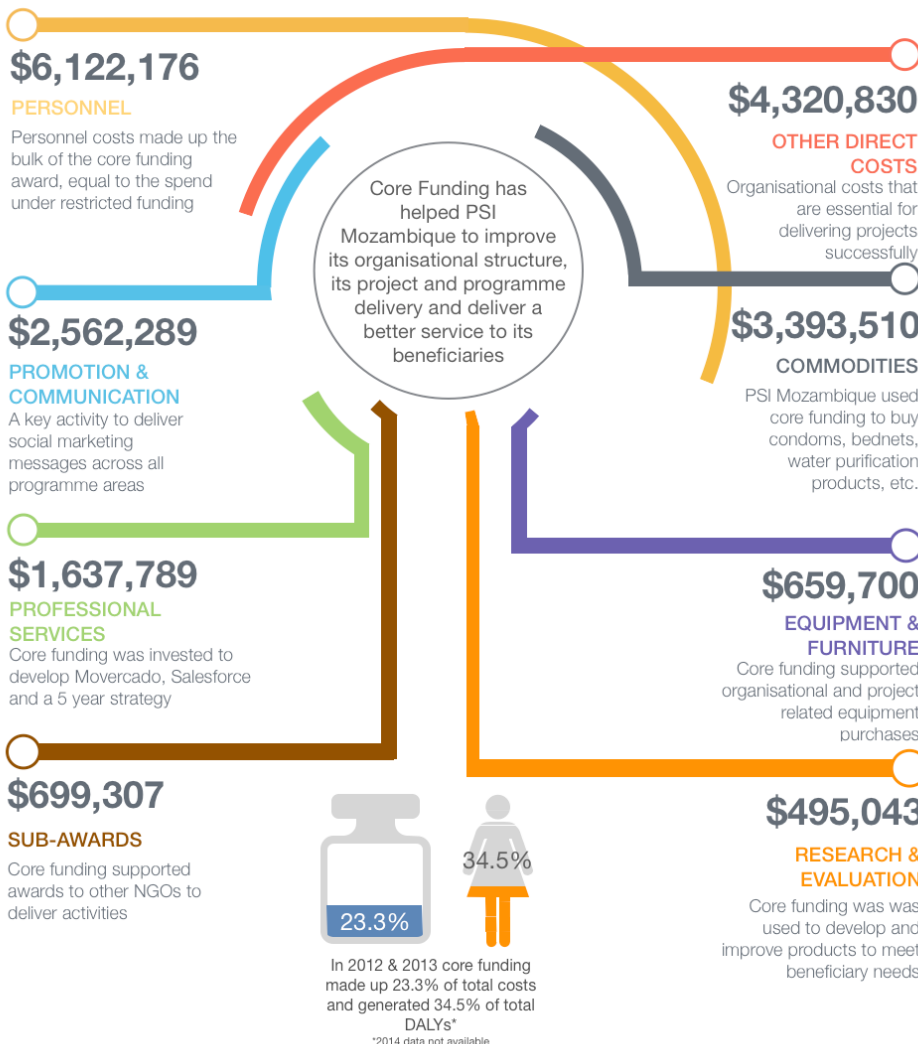 $6,122,176
PERSONNEL
Personnel costs made up the
bulk of the core funding
award, equal to the spend
under restricted funding
$4,320,830
OTHER DIRECT
COSTS
Organisational costs that
are essential for
delivering projects
successfully
Core Funding has
helped PSI
Mozambique to improve
its organisational structure,
its project and programme
delivery and deliver a
better service to its
beneficiaries
$2,562,289
PROMOTION &
COMMUNICATION
A key activity to deliver
social marketing
messages across all
programme areas
$3,393,510
COMMODITIES
PSI Mozambique used
core funding to buy
condoms, bednets,
water purification
products, etc.
$1,637,789
PROFESSIONAL
SERVICES
Core funding was invested to
develop Movercado, Salesforce
and a 5 year strategy
$659,700
EQUIPMENT &
FURNITURE
Core funding supported
organisational and project
related equipment
purchases
$699,307
SUB-AWARDS
Core funding supported
awards to other NGOs to
deliver activities
$495,043
RESEARCH &
EVALUATION
Core funding was was
used to develop and
improve products to meet
beneficiary needs
23.3%
34.5%
In 2012 & 2013 core funding
made up 23.3% of total costs
and generated 34.5% of total
DALYs*
*2014 data not available